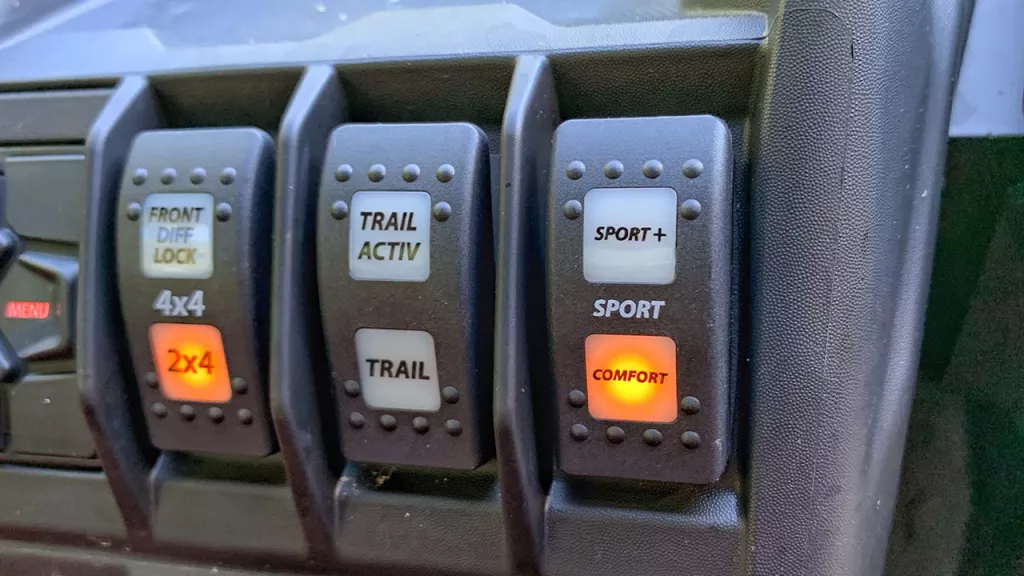 MENU
FRONT
DIFF
LOCK
4x4
2x4
TRAIL
ACTIV
TRAIL
SPORT+
SPORT
COMFORT